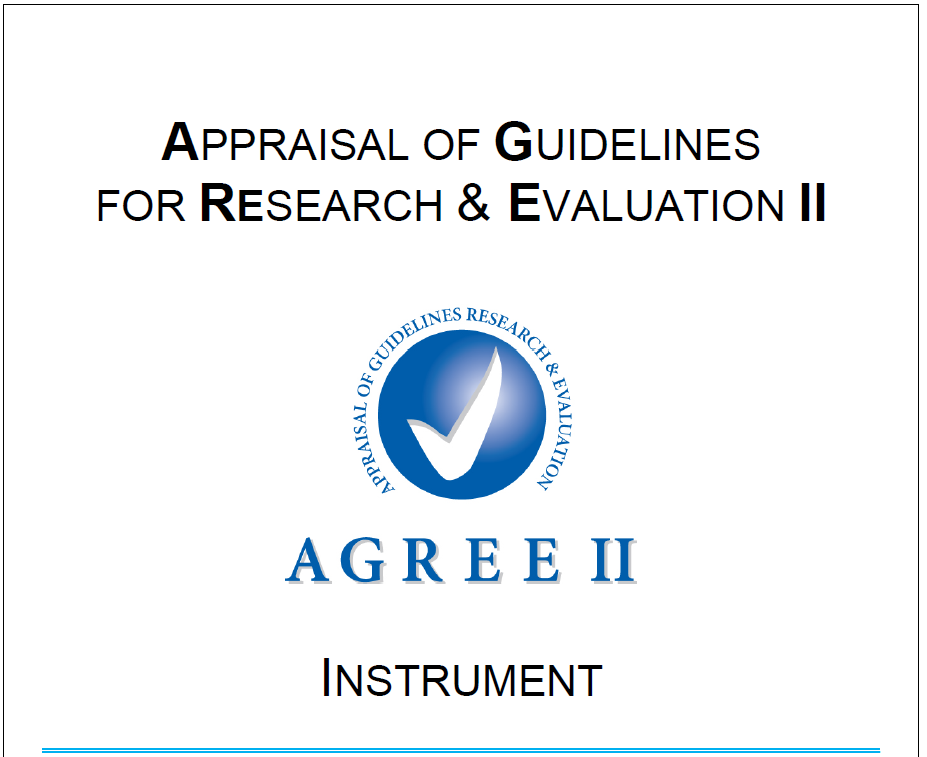 APPRAISAL OF GUIDELINES
FOR RESEARCH & EVALUATION II
APPRAISAL OF GUIDELINES RESEARCH & EVALUATION
AGREE II
INSTRUMENT